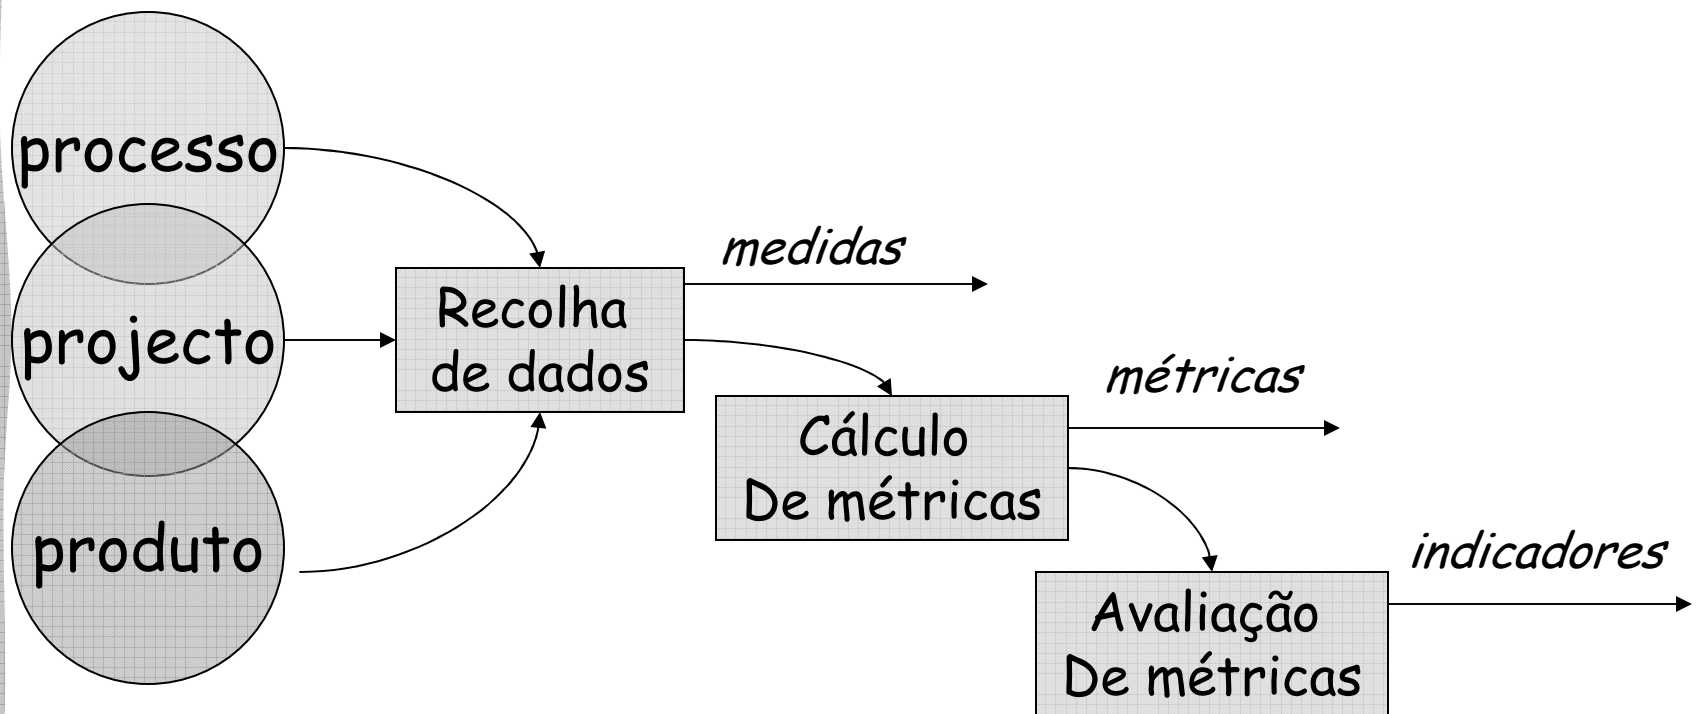 processo
projecto
produto
Recolha
de dados
medidas
Cálculo
De métricas
métricas
Avaliação
De métricas
indicadores